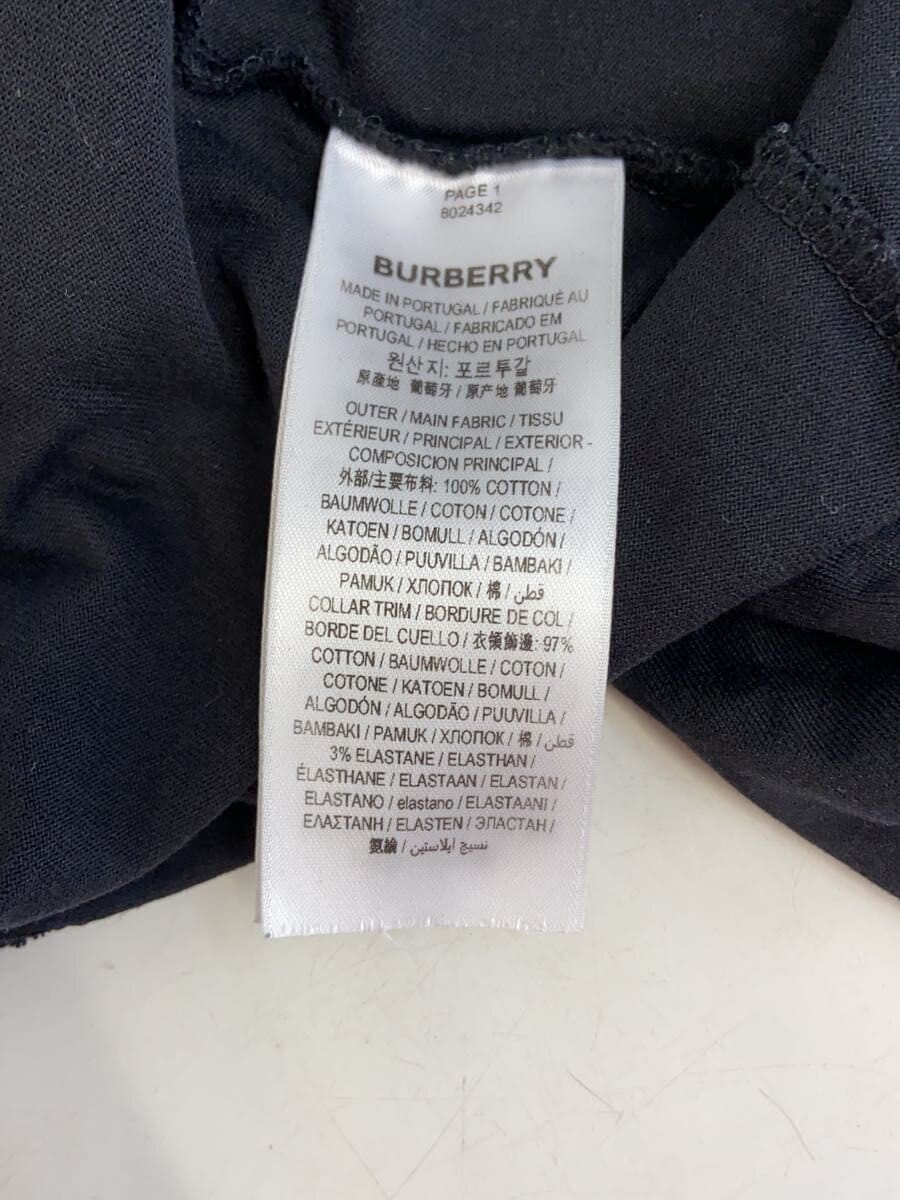 PAGE 1
8024342
BURBERRY
MADE IN PORTUGAL / FABRIQUÉ AU
PORTUGAL / FABRICADO EM
PORTUGAL / HECHO EN PORTUGAL
원산지: 포르투갈
原產地 葡萄牙 / 原产地 葡萄牙
OUTER / MAIN FABRIC / TISSU
EXTÉRIEUR / PRINCIPAL / EXTERIOR -
COMPOSICION PRINCIPAL /
外部/主要布料: 100% COTTON /
BAUMWOLLE / COTON / COTONE /
KATOEN / BOMULL / ALGODÓN /
ALGODÃO / PUUVILLA / BAMBAKI /
PAMUK / ХЛОПОК / 棉 / قطن /
COLLAR TRIM / BORDURE DE COL /
BORDE DEL CUELLO / 衣領飾邊: 97%
COTTON / BAUMWOLLE / COTON /
COTONE / KATOEN / BOMULL /
ALGODÓN / ALGODÃO / PUUVILLA /
BAMBAKI / PAMUK / ХЛОПОК / 棉 / قطن
3% ELASTANE / ELASTHAN /
ÉLASTHANE / ELASTAAN / ELASTAN /
ELASTANO / elastano / ELASTAANI /
ΕΛΑΣΤΑΝΗ / ELASTEN / ЭЛАСТАН /
氨綸 / نسيج ايلاستين